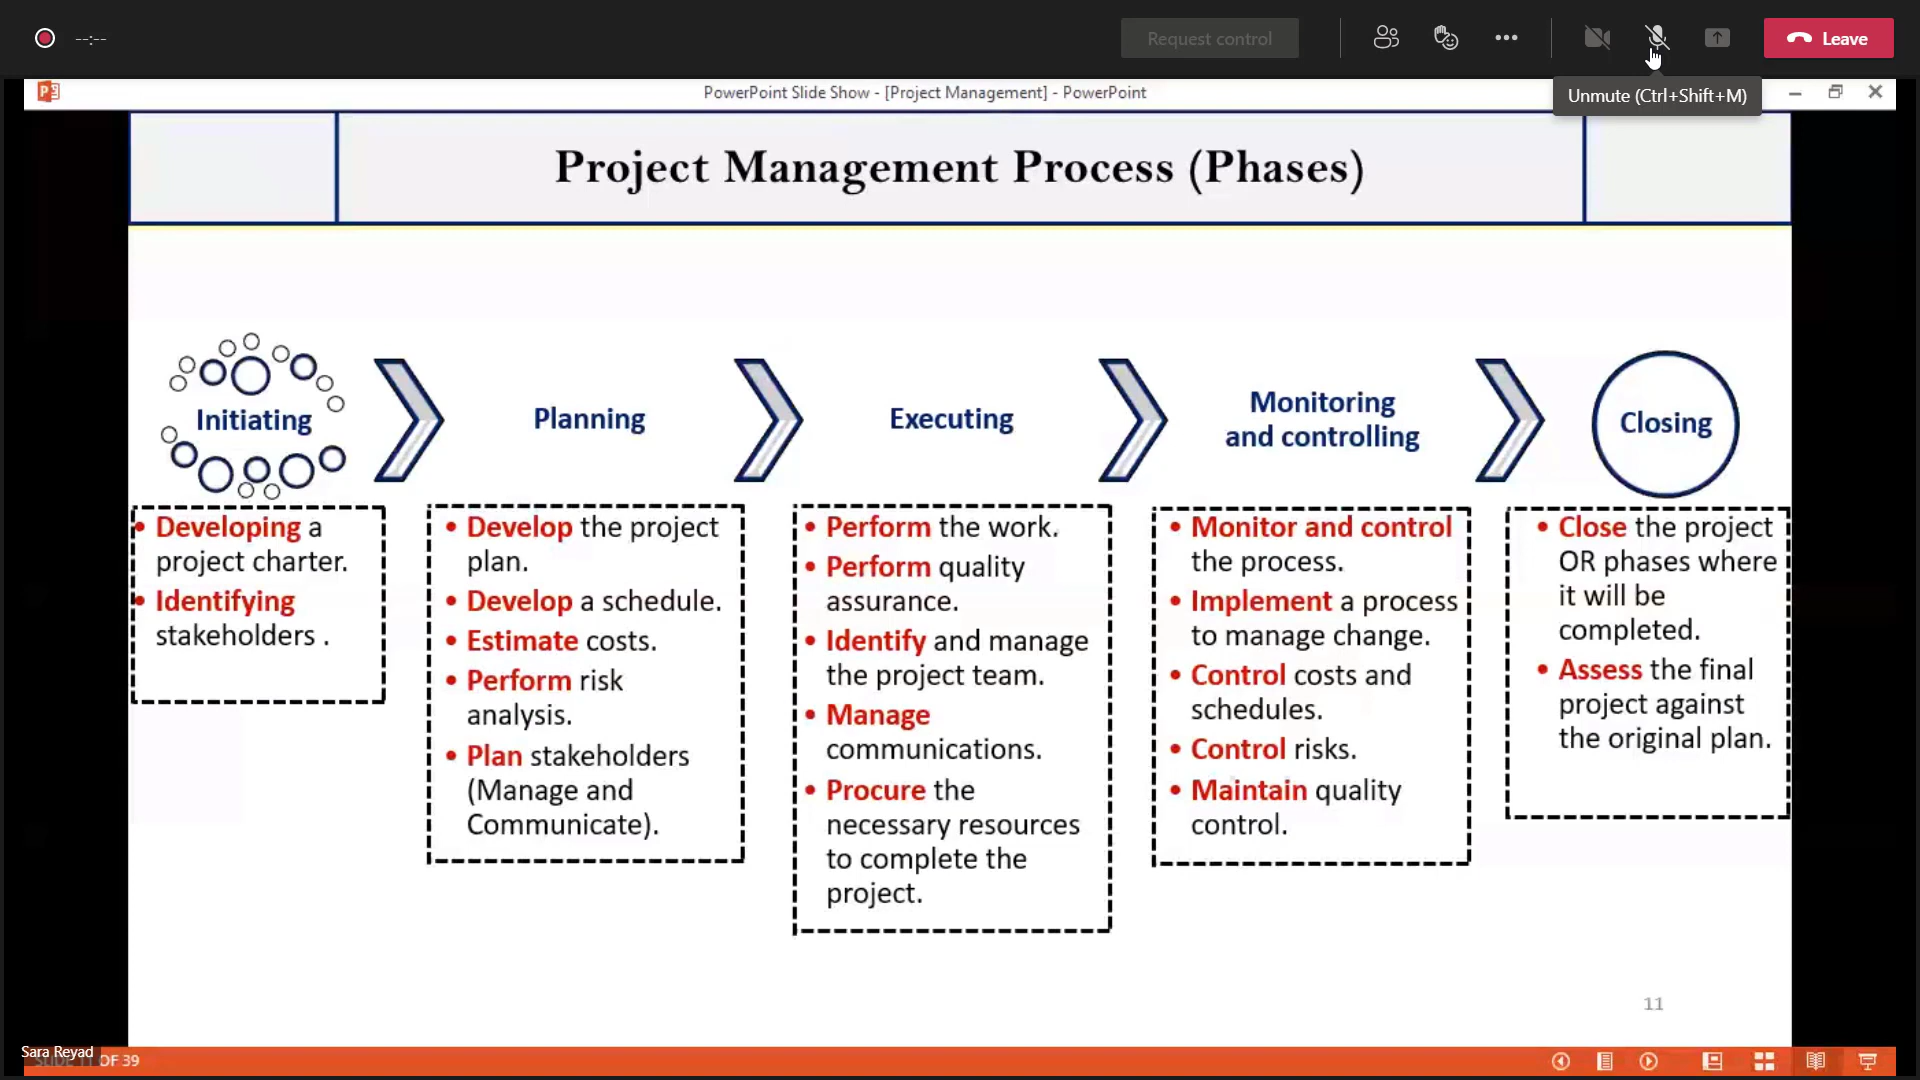 --:--
Request control
Leave
Unmute (Ctrl+Shift+M)
PowerPoint Slide Show - [Project Management] - PowerPoint
Project Management Process (Phases)
Initiating
Planning
Executing
Monitoring
and controlling
Closing
• Developing a
project charter.
• Identifying
stakeholders .
• Develop the project
plan.
• Develop a schedule.
• Estimate costs.
• Perform risk
analysis.
• Plan stakeholders
(Manage and
Communicate).
• Perform the work.
• Perform quality
assurance.
• Identify and manage
the project team.
• Manage
communications.
• Procure the
necessary resources
to complete the
project.
• Monitor and control
the process.
• Implement a process
to manage change.
• Control costs and
schedules.
• Control risks.
• Maintain quality
control.
• Close the project
OR phases where
it will be
completed.
• Assess the final
project against
the original plan.
11
Sara Reyad
SLIDE 11 OF 39